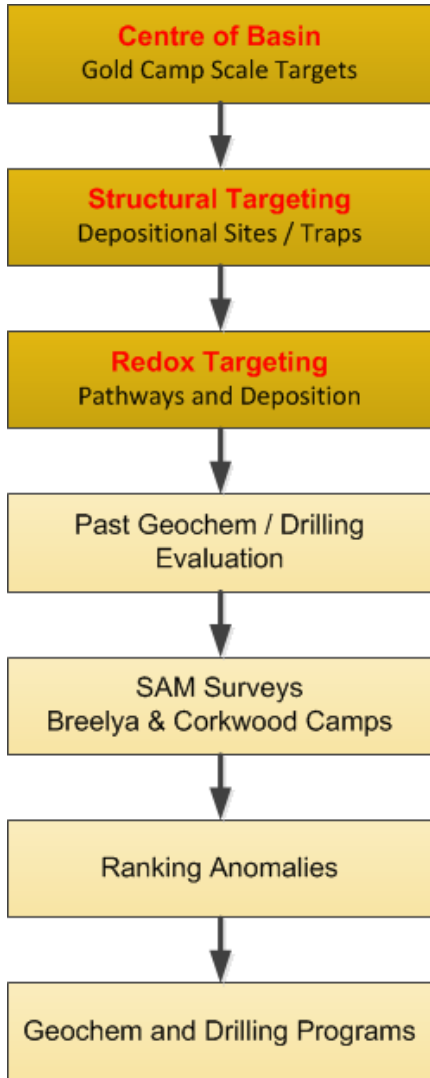 Centre of Basin
Gold Camp Scale Targets
Structural Targeting
Depositional Sites / Traps
Redox Targeting
Pathways and Deposition
Past Geochem / Drilling
Evaluation
SAM Surveys
Breelya & Corkwood Camps
Ranking Anomalies
Geochem and Drilling Programs